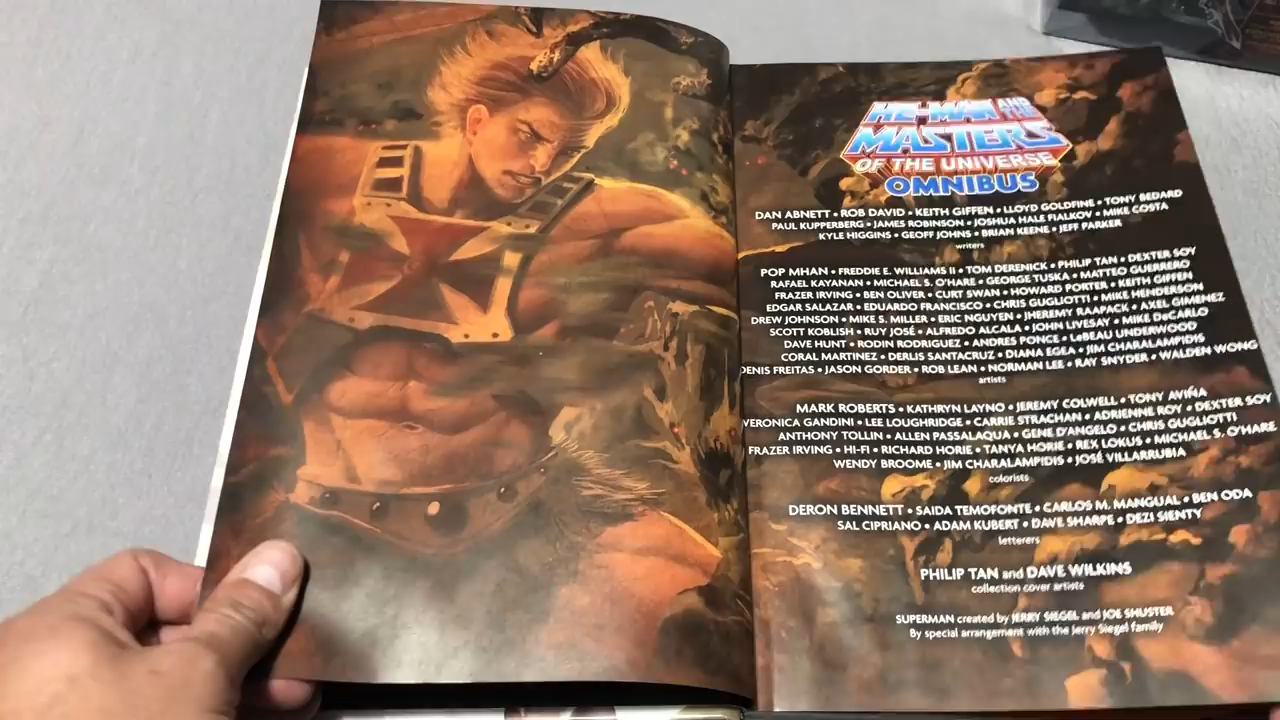 HE-MAN AND THE
MASTERS
OF THE UNIVERSE
OMNIBUS
DAN ABNETT • ROB DAVID • KEITH GIFFEN • LLOYD GOLDFINE • TONY BEDARD
PAUL KUPPERBERG • JAMES ROBINSON • JOSHUA HALE FIALKOV • MIKE COSTA
KYLE HIGGINS • GEOFF JOHNS • BRIAN KEENE • JEFF PARKER
writers
POP MHAN • FREDDIE E. WILLIAMS II • TOM DERENICK • PHILIP TAN • DEXTER SOY
RAFAEL KAYANAN • MICHAEL S. O'HARE • GEORGE TUSKA • MATTEO GUERRERO
FRAZER IRVING • BEN OLIVER • CURT SWAN • HOWARD PORTER • KEITH GIFFEN
EDGAR SALAZAR • EDUARDO FRANCISCO • CHRIS GUGLIOTTI • MIKE HENDERSON
DREW JOHNSON • MIKE S. MILLER • ERIC NGUYEN • JHEREMY RAAPACK • AXEL GIMENEZ
SCOTT KOBLISH • RUY JOSÉ • ALFREDO ALCALA • JOHN LIVESAY • MIKE DeCARLO
DAVE HUNT • RODIN RODRIGUEZ • ANDRES PONCE • LeBEAU UNDERWOOD
CORAL MARTINEZ • DERLIS SANTACRUZ • DIANA EGEA • JIM CHARALAMPIDIS
DENIS FREITAS • JASON GORDER • ROB LEAN • NORMAN LEE • RAY SNYDER • WALDEN WONG
artists
MARK ROBERTS • KATHRYN LAYNO • JEREMY COLWELL • TONY AVIÑA
VERONICA GANDINI • LEE LOUGHRIDGE • CARRIE STRACHAN • ADRIENNE ROY • DEXTER SOY
ANTHONY TOLLIN • ALLEN PASSALAQUA • GENE D'ANGELO • CHRIS GUGLIOTTI
FRAZER IRVING • HI-FI • RICHARD HORIE • TANYA HORIE • REX LOKUS • MICHAEL S. O'HARE
WENDY BROOME • JIM CHARALAMPIDIS • JOSÉ VILLARRUBIA
colorists
DERON BENNETT • SAIDA TEMOFONTE • CARLOS M. MANGUAL • BEN ODA
SAL CIPRIANO • ADAM KUBERT • DAVE SHARPE • DEZI SIENTY
letterers
PHILIP TAN and DAVE WILKINS
collection cover artists
SUPERMAN created by JERRY SIEGEL and JOE SHUSTER
By special arrangement with the Jerry Siegel family